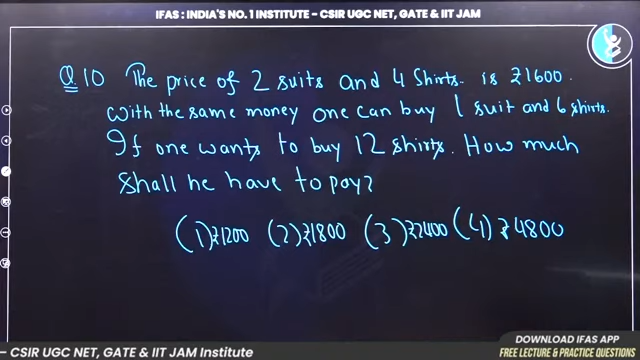 IFAS : INDIA'S NO. 1 INSTITUTE – CSIR UGC NET, GATE & IIT JAM
Q.10 The price of 2 suits and 4 Shirts. is ₹1600.
With the same money one can buy 1 suit and 6 shirts.
If one wants to buy 12 shirts. How much
shall he have to pay?
(1) ₹1200 (2) ₹1800 (3) ₹2400 (4) ₹4800
– CSIR UGC NET, GATE & IIT JAM Institute
DOWNLOAD IFAS APP
FREE LECTURE & PRACTICE QUESTIONS